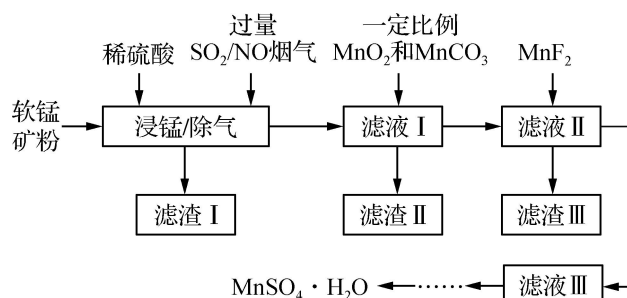 过量
一定比例
稀硫酸
SO₂/NO烟气
MnO₂和MnCO₃
MnF₂
软锰
矿粉
浸锰/除气
滤液Ⅰ
滤液Ⅱ
滤渣Ⅰ
滤渣Ⅱ
滤渣Ⅲ
MnSO₄·H₂O
……
滤液Ⅲ